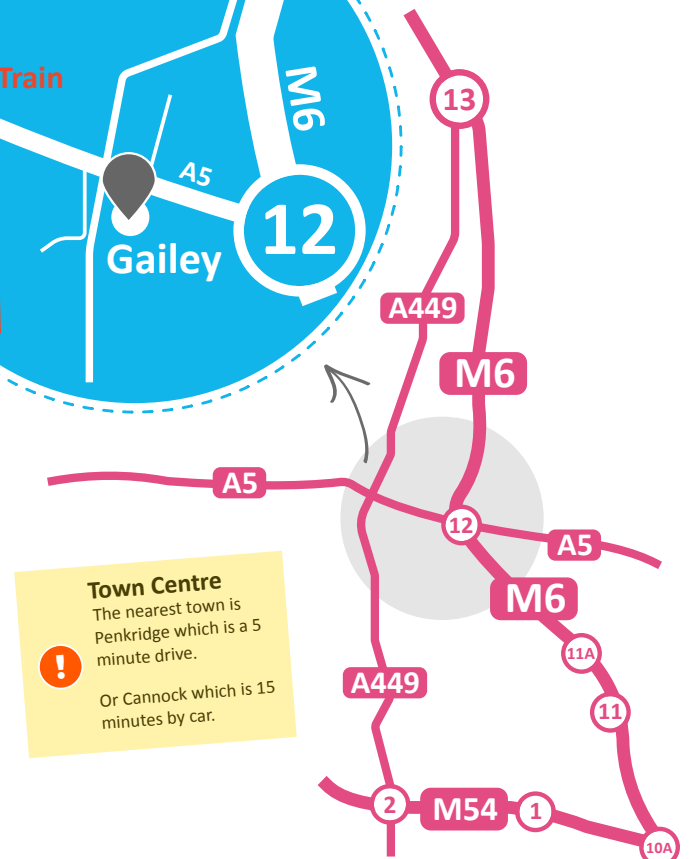 Train
M6
13
A5
12
Gailey
A449
M6
A5
12
A5
M6
Town Centre
The nearest town is
Penkridge which is a 5
minute drive.
Or Cannock which is 15
minutes by car.
!
11A
A449
11
2
M54
1
10A